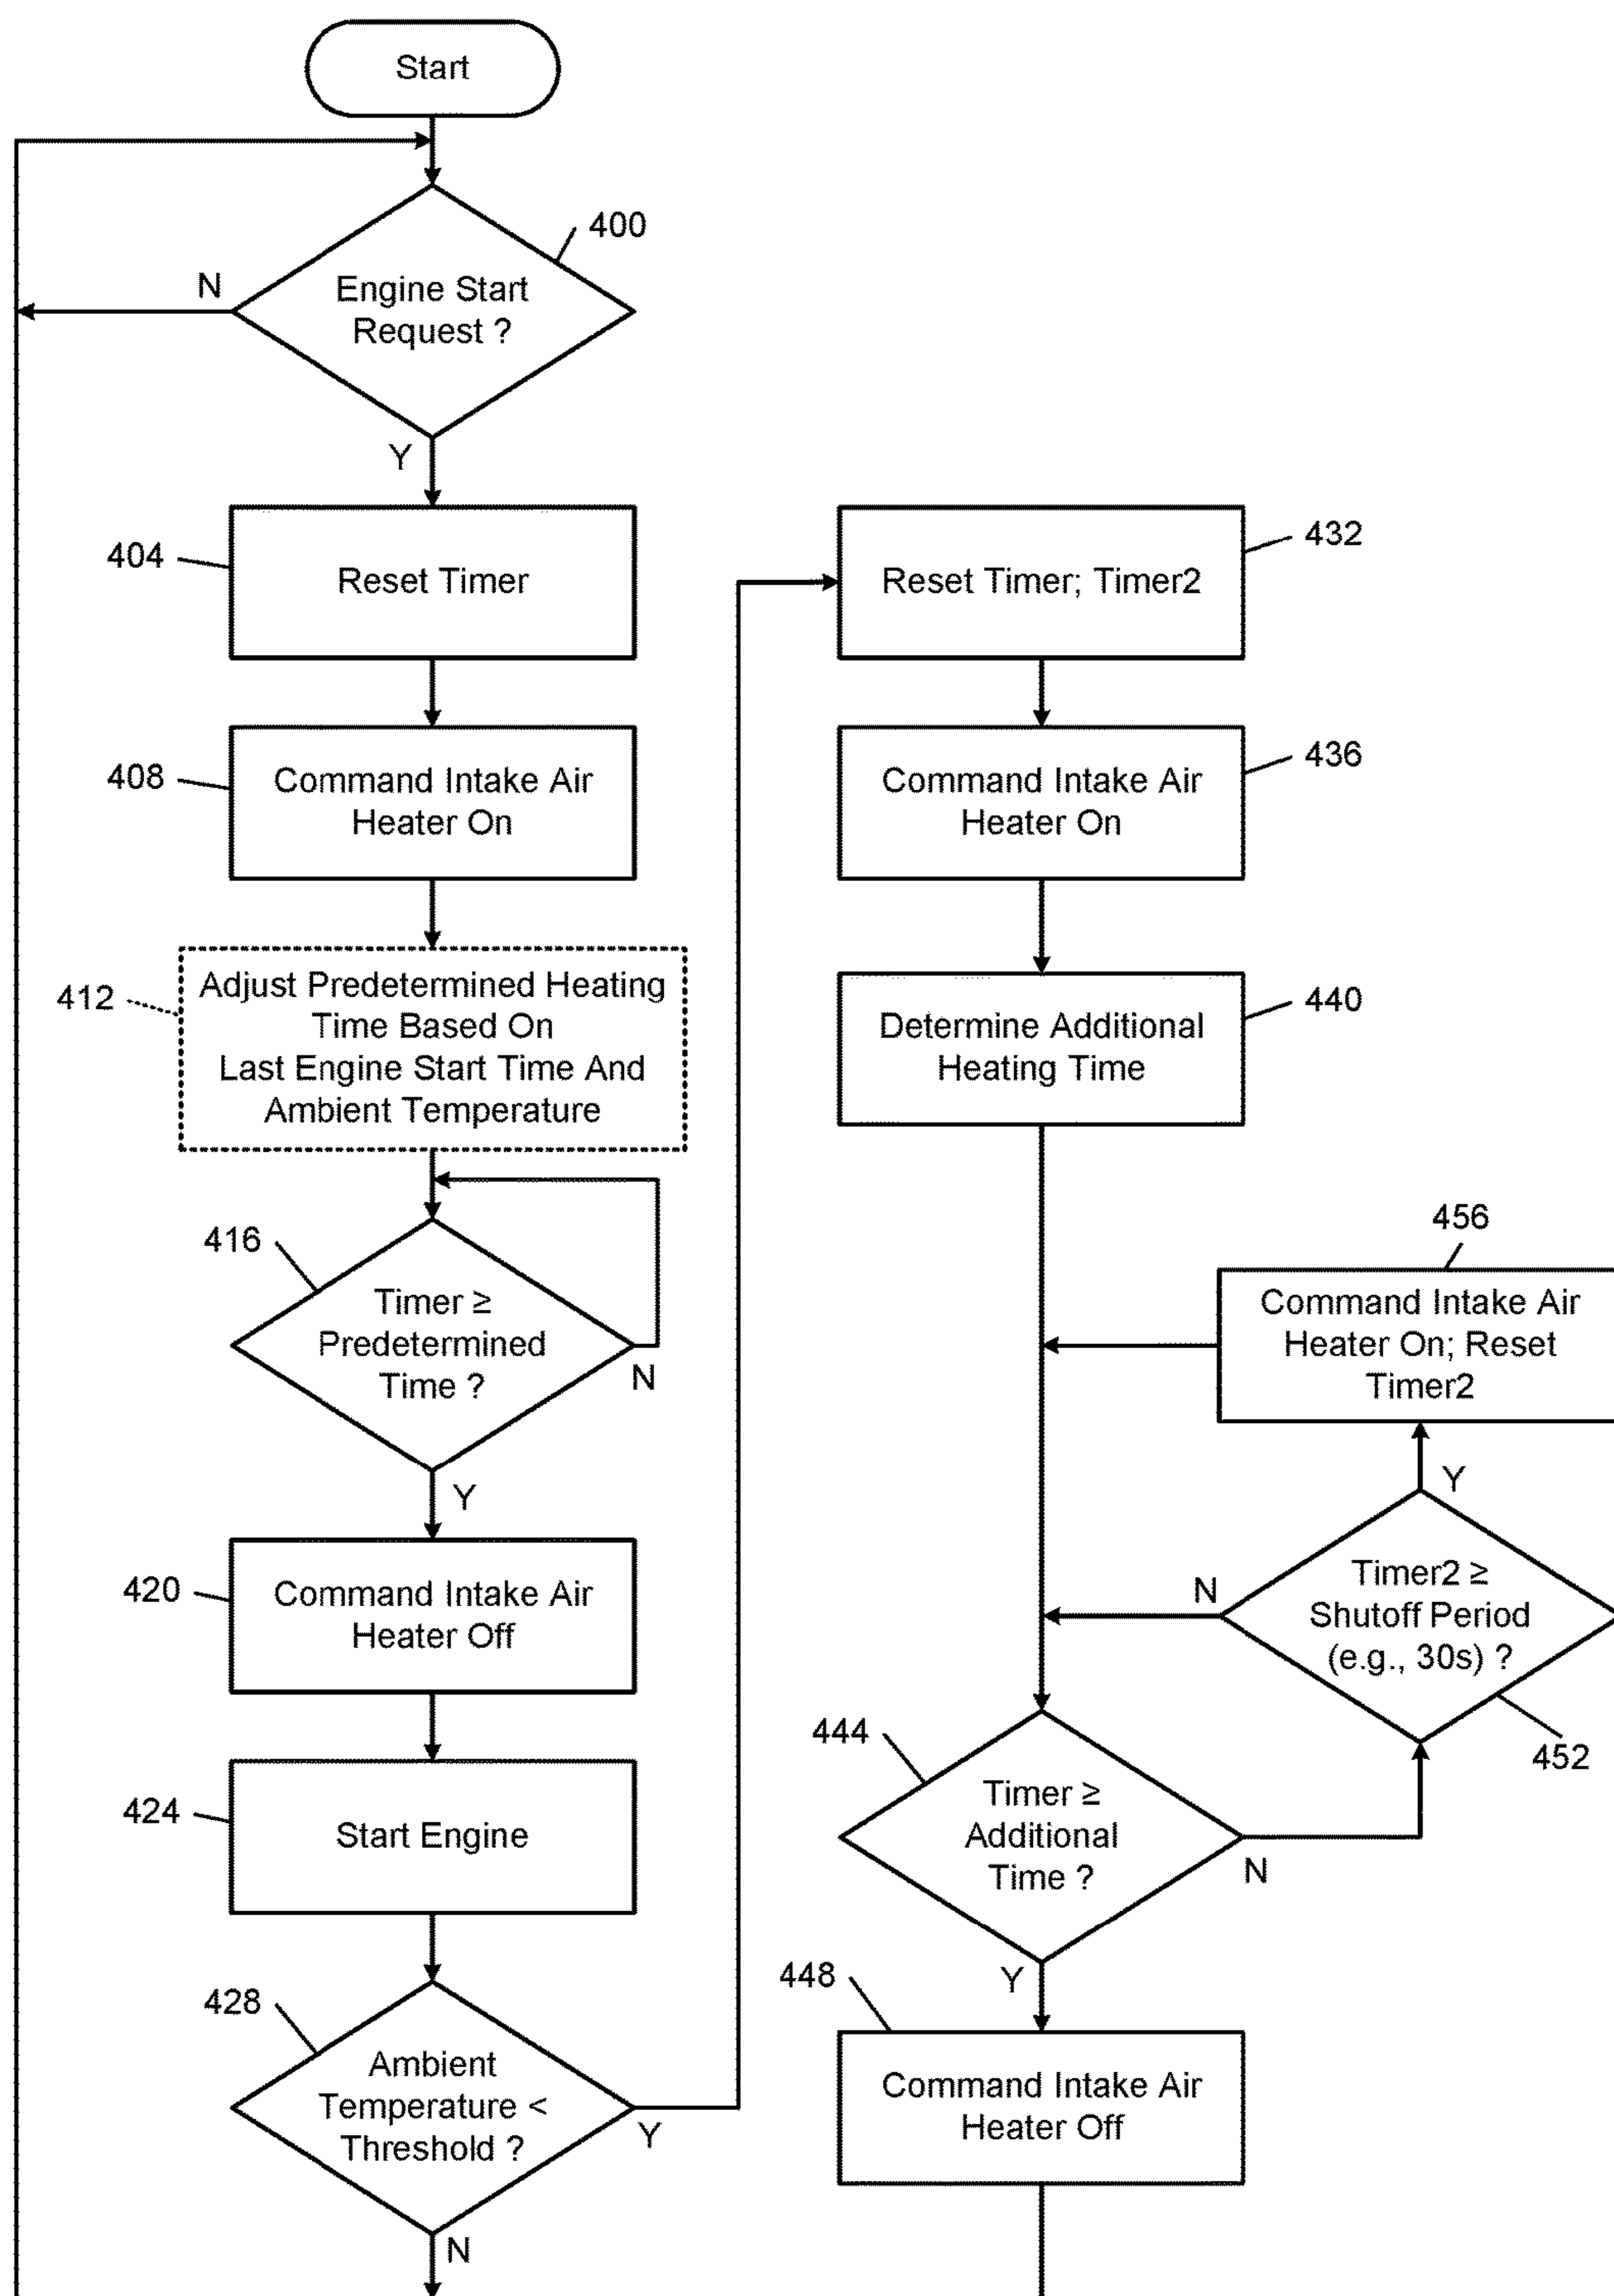 Start
400
Engine Start
Request ?
N
Y
404
Reset Timer
408
Command Intake Air
Heater On
412
Adjust Predetermined Heating
Time Based On
Last Engine Start Time And
Ambient Temperature
416
Timer ≥
Predetermined
Time ?
N
Y
420
Command Intake Air
Heater Off
424
Start Engine
428
Ambient
Temperature <
Threshold ?
Y
N
432
Reset Timer; Timer2
436
Command Intake Air
Heater On
440
Determine Additional
Heating Time
456
Command Intake Air
Heater On; Reset
Timer2
Y
N
Timer2 ≥
Shutoff Period
(e.g., 30s) ?
452
444
Timer ≥
Additional
Time ?
N
Y
448
Command Intake Air
Heater Off